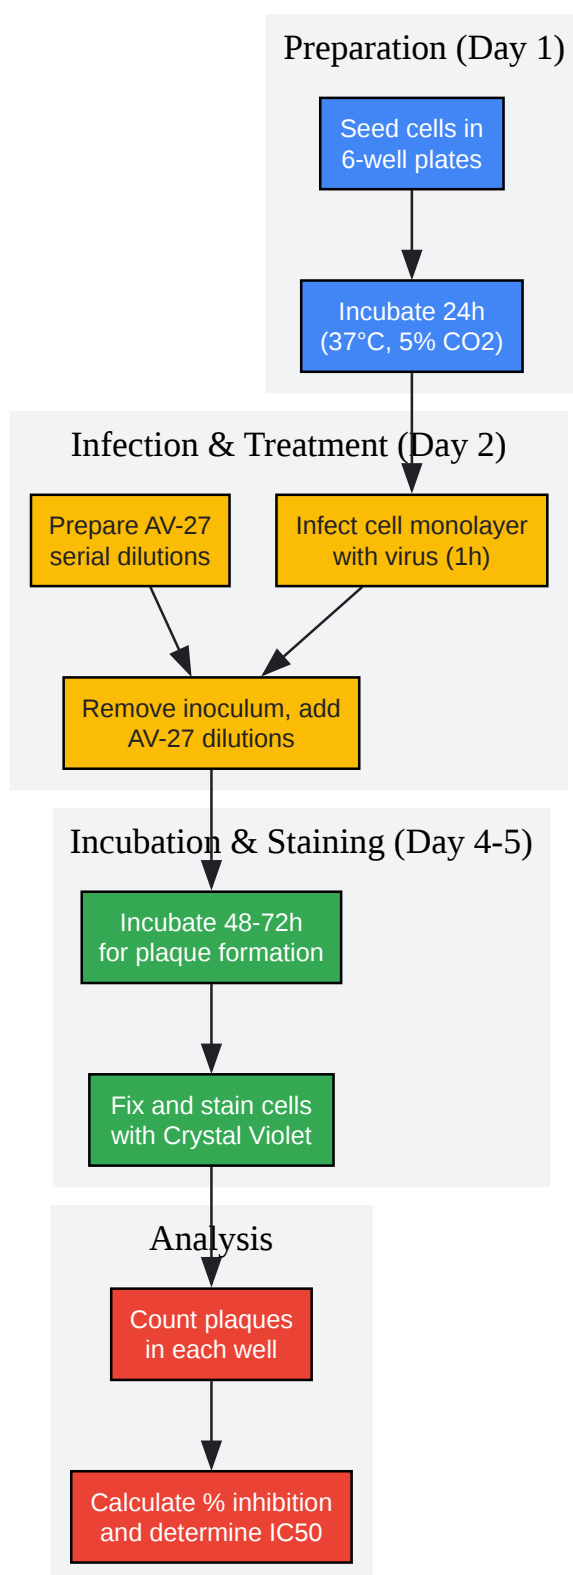 Preparation (Day 1)
Seed cells in
6-well plates
Incubate 24h
(37°C, 5% CO2)
Infection & Treatment (Day 2)
Prepare AV-27
serial dilutions
Infect cell monolayer
with virus (1h)
Remove inoculum, add
AV-27 dilutions
Incubation & Staining (Day 4-5)
Incubate 48-72h
for plaque formation
Fix and stain cells
with Crystal Violet
Analysis
Count plaques
in each well
Calculate % inhibition
and determine IC50